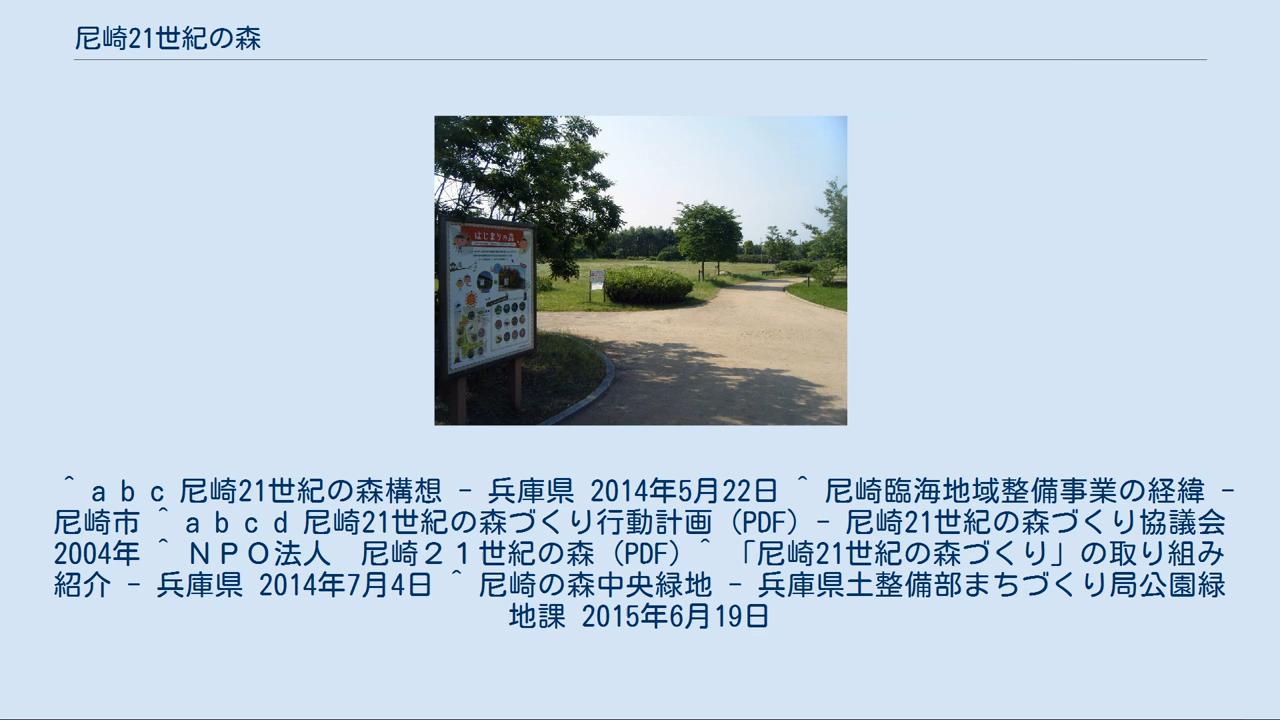 尼崎21世紀の森
はじまりの森
^ a b c 尼崎21世紀の森構想 - 兵庫県 2014年5月22日 ^ 尼崎臨海地域整備事業の経緯 -
尼崎市 ^ a b c d 尼崎21世紀の森づくり行動計画（PDF）- 尼崎21世紀の森づくり協議会
2004年 ^ ＮＰＯ法人　尼崎２１世紀の森（PDF）^ 「尼崎21世紀の森づくり」の取り組み
紹介 - 兵庫県 2014年7月4日 ^ 尼崎の森中央緑地 - 兵庫県土整備部まちづくり局公園緑
地課 2015年6月19日